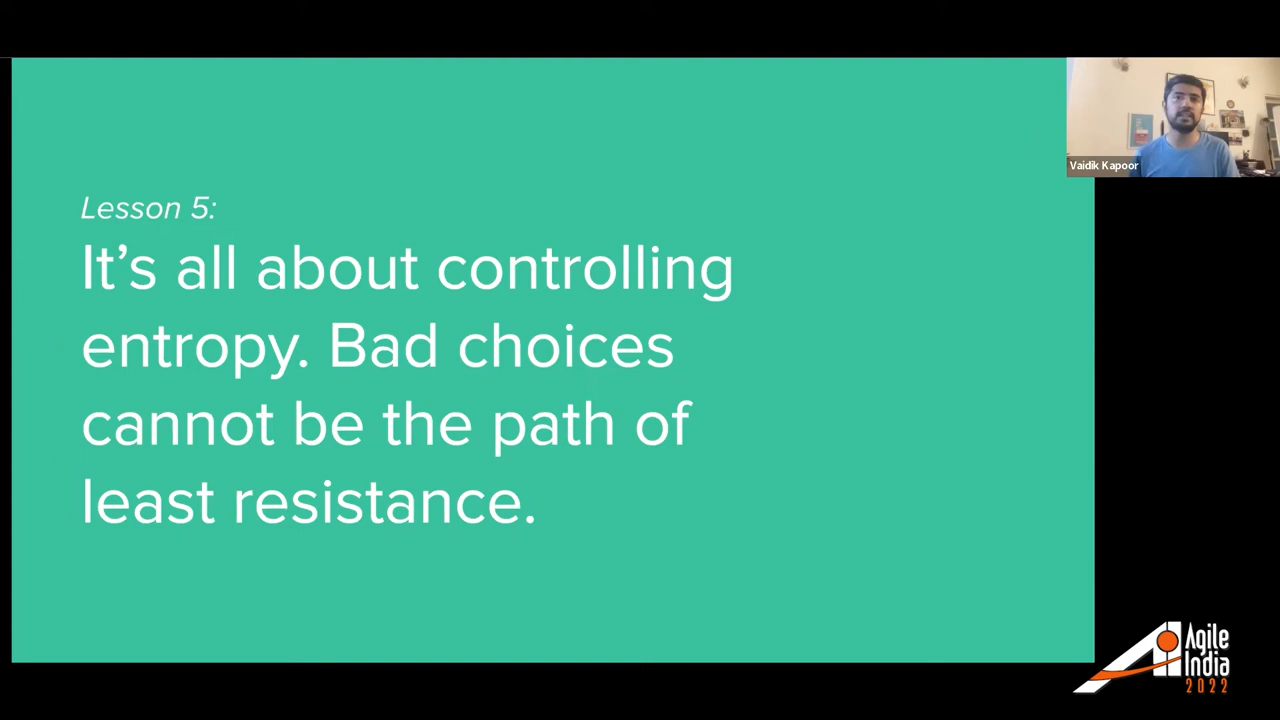 Vaidik Kapoor
Lesson 5:
It’s all about controlling
entropy. Bad choices
cannot be the path of
least resistance.
Agile
India
2022